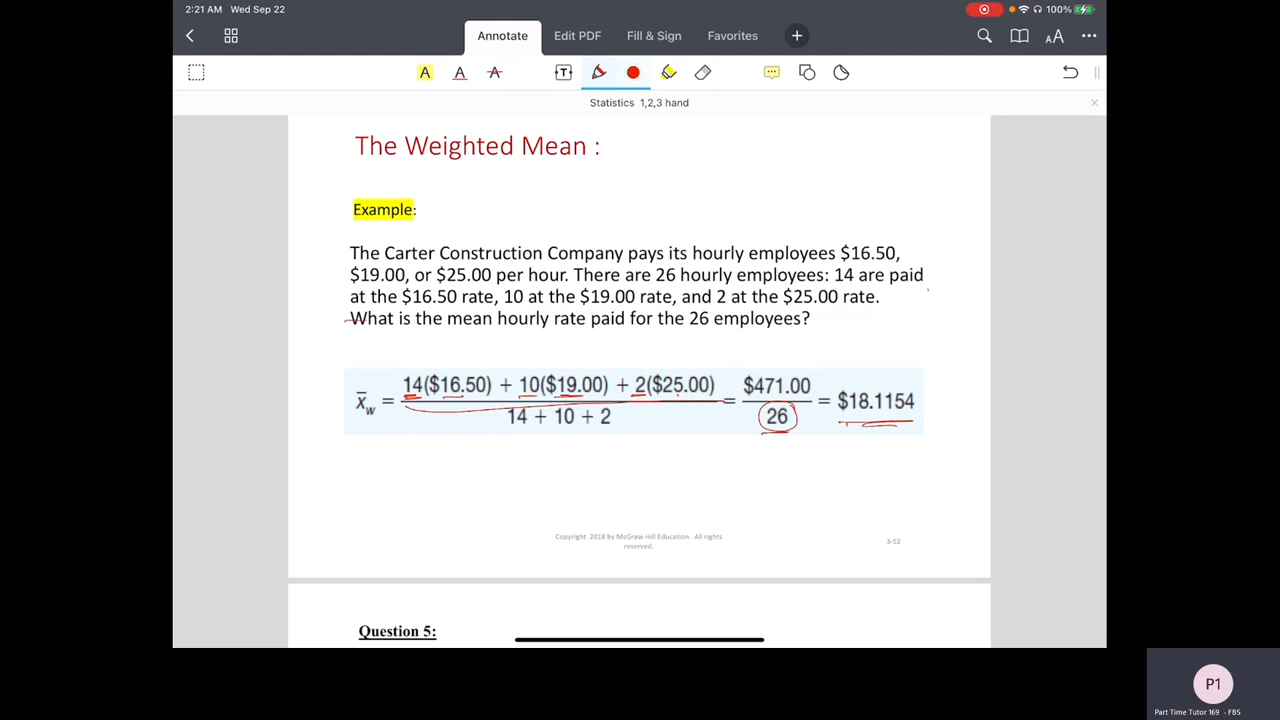 2:21 AM Wed Sep 22 100%
Annotate Edit PDF Fill & Sign Favorites
AA
A A A T
Statistics 1,2,3 hand
The Weighted Mean :
Example:
The Carter Construction Company pays its hourly employees $16.50,
$19.00, or $25.00 per hour. There are 26 hourly employees: 14 are paid
at the $16.50 rate, 10 at the $19.00 rate, and 2 at the $25.00 rate.
What is the mean hourly rate paid for the 26 employees?
x̄w = 14($16.50) + 10($19.00) + 2($25.00) / 14 + 10 + 2 = $471.00 / 26 = $18.1154
Copyright 2018 by McGraw-Hill Education. All rights
reserved.
3-52
Question 5:
P1
Part Time Tutor 169 - FBS